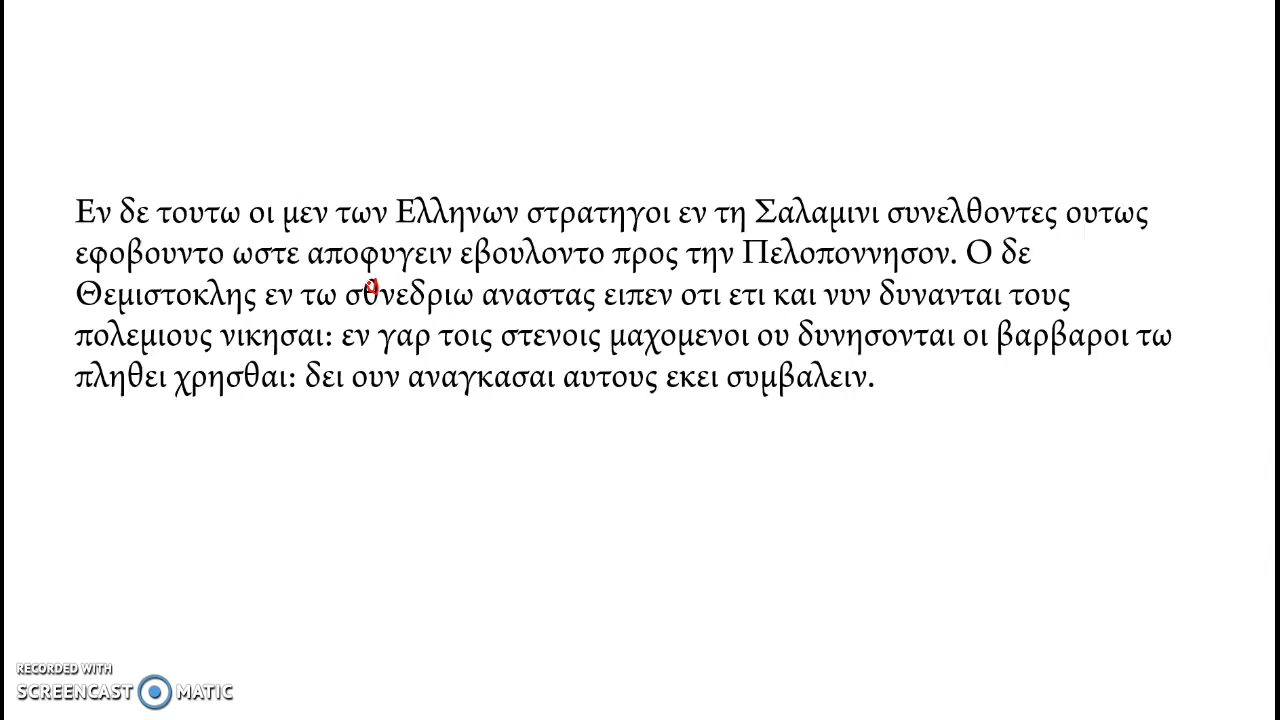 Εν δε τουτω οι μεν των Ελληνων στρατηγοι εν τη Σαλαμινι συνελθοντες ουτως
εφοβουντο ωστε αποφυγειν εβουλοντο προς την Πελοποννησον. Ο δε
Θεμιστοκλης εν τω συνεδριω αναστας ειπεν οτι ετι και νυν δυνανται τους
πολεμιους νικησαι: εν γαρ τοις στενοις μαχομενοι ου δυνησονται οι βαρβαροι τω
πληθει χρησθαι: δει ουν αναγκασαι αυτους εκει συμβαλειν.
RECORDED WITH
SCREENCAST MATIC